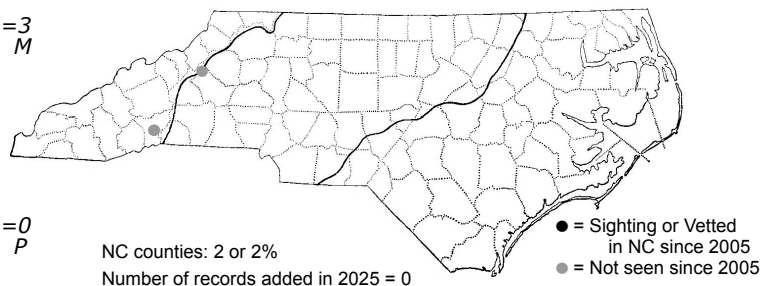 =3
M
=0
P
NC counties: 2 or 2%
Number of records added in 2025 = 0
● = Sighting or Vetted
in NC since 2005
● = Not seen since 2005